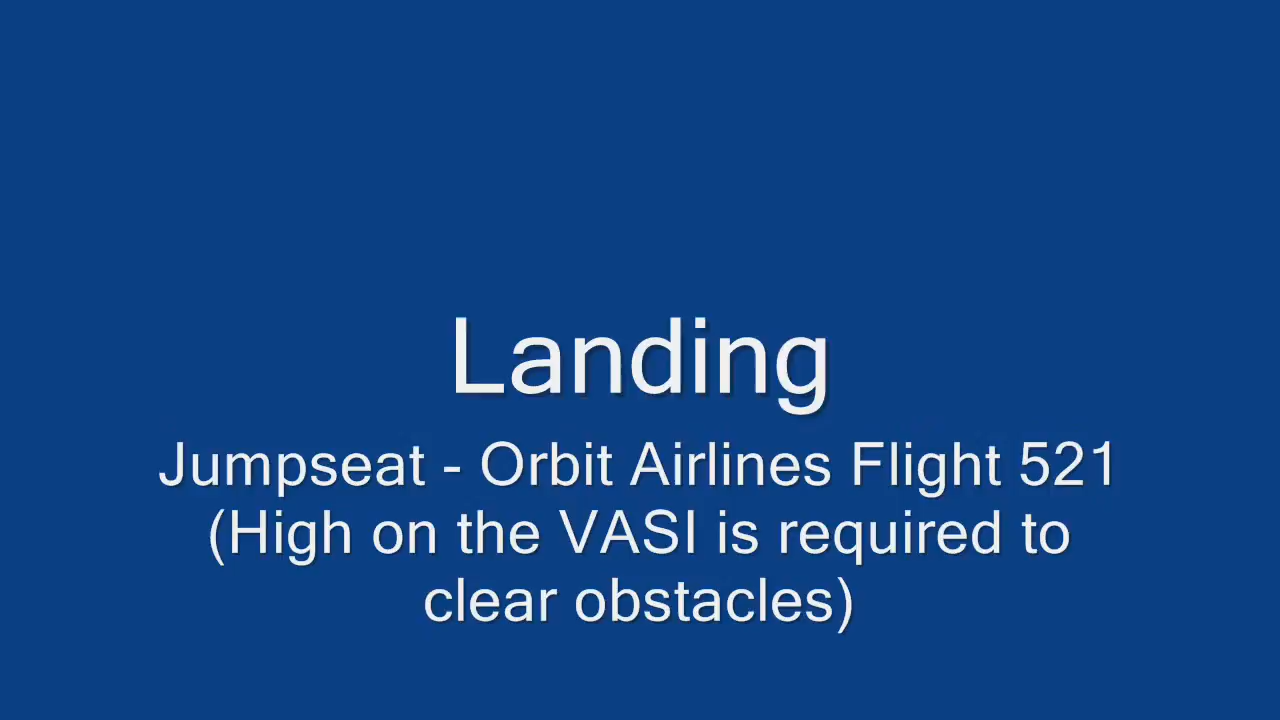 Landing
Jumpseat - Orbit Airlines Flight 521
(High on the VASI is required to
clear obstacles)